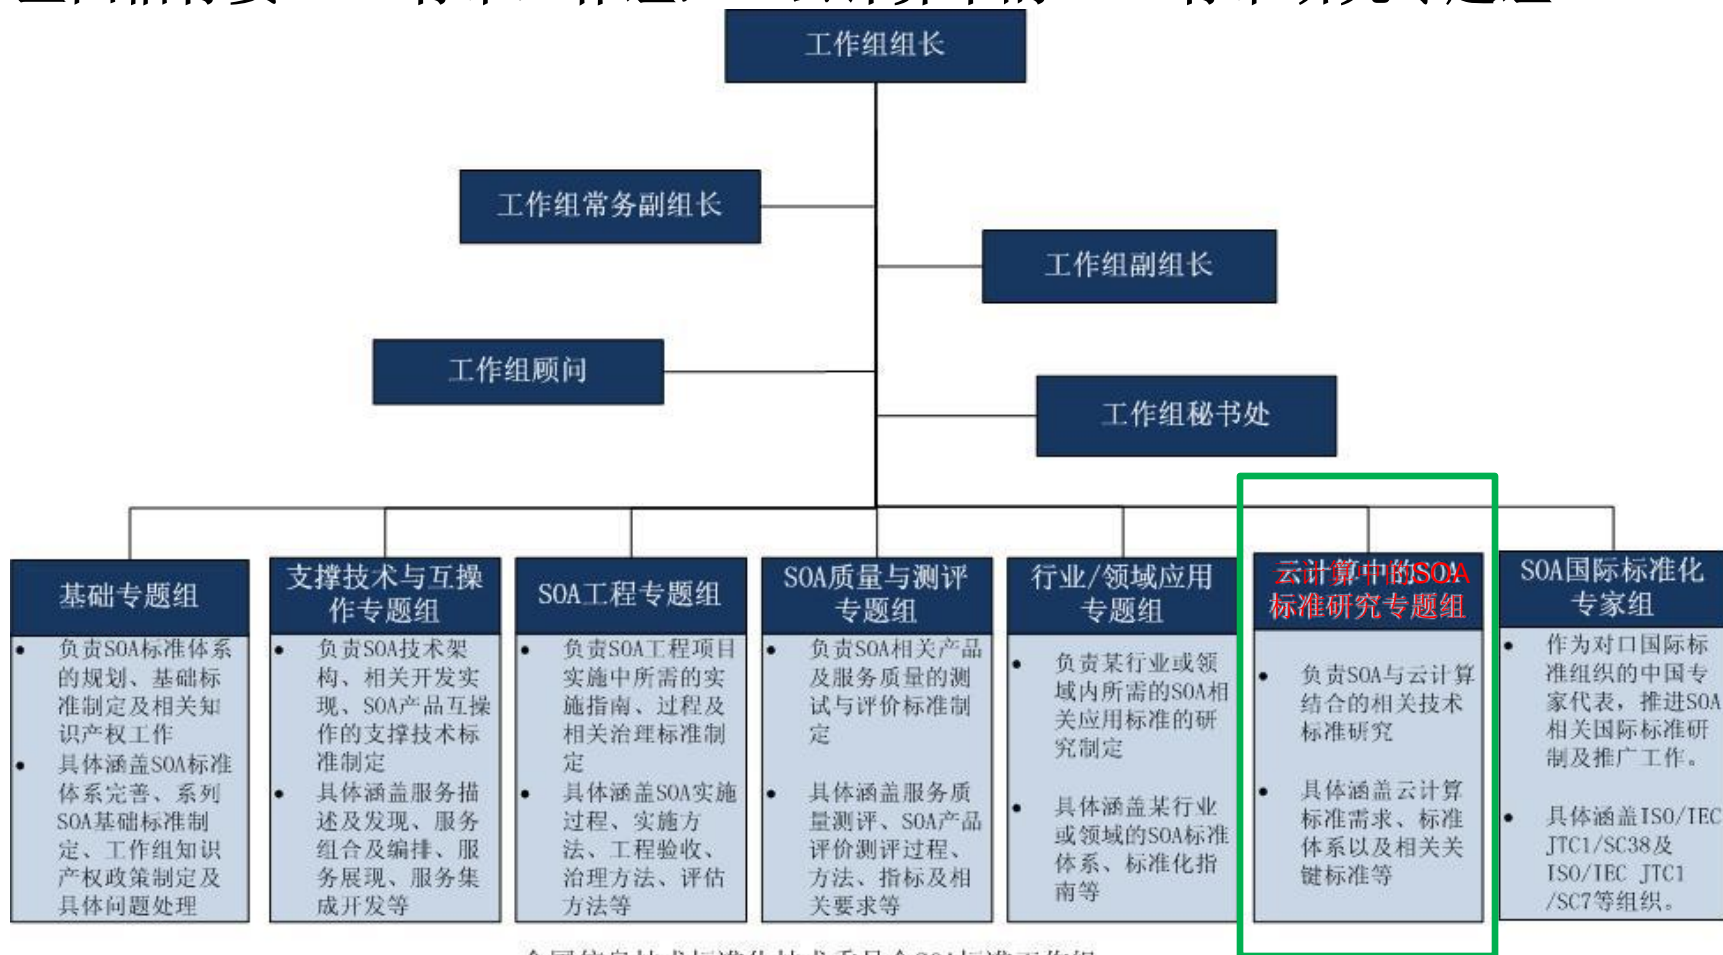 工作组组长
工作组常务副组长
工作组副组长
工作组顾问
工作组秘书处
基础专题组
• 负责SOA标准体系
的规划、基础标
准制定及相关知
识产权工作
• 具体涵盖SOA标准
体系完善、系列
SOA基础标准制
定、工作组知识
产权政策制定及
具体问题处理
支撑技术与互操
作专题组
• 负责SOA技术架
构、相关开发实
现、SOA产品互操
作的支撑技术标
准制定
• 具体涵盖服务描
述及发现、服务
组合及编排、服
务展现、服务集
成开发等
SOA工程专题组
• 负责SOA工程项目
实施中所需的实
施指南、过程及
相关治理标准制
定
• 具体涵盖SOA实施
过程、实施方
法、工程验收、
治理方法、评估
方法等
SOA质量与测评
专题组
• 负责SOA相关产品
及服务质量的测
试与评价标准制
定
• 具体涵盖服务质
量测评、SOA产品
评价测评过程、
方法、指标及相
关要求等
行业/领域应用
专题组
• 负责某行业或领
域内所需的SOA相
关应用标准的研
究制定
• 具体涵盖某行业
或领域的SOA标准
体系、标准化指
南等
云计算中的SOA
标准研究专题组
• 负责SOA与云计算
结合的相关技术
标准研究
• 具体涵盖云计算
标准需求、标准
体系以及相关关
键标准等
SOA国际标准化
专家组
• 作为对口国际标
准组织的中国专
家代表，推进SOA
相关国际标准研
制及推广工作。
• 具体涵盖ISO/IEC
JTC1/SC38及
ISO/IEC JTC1
/SC7等组织。